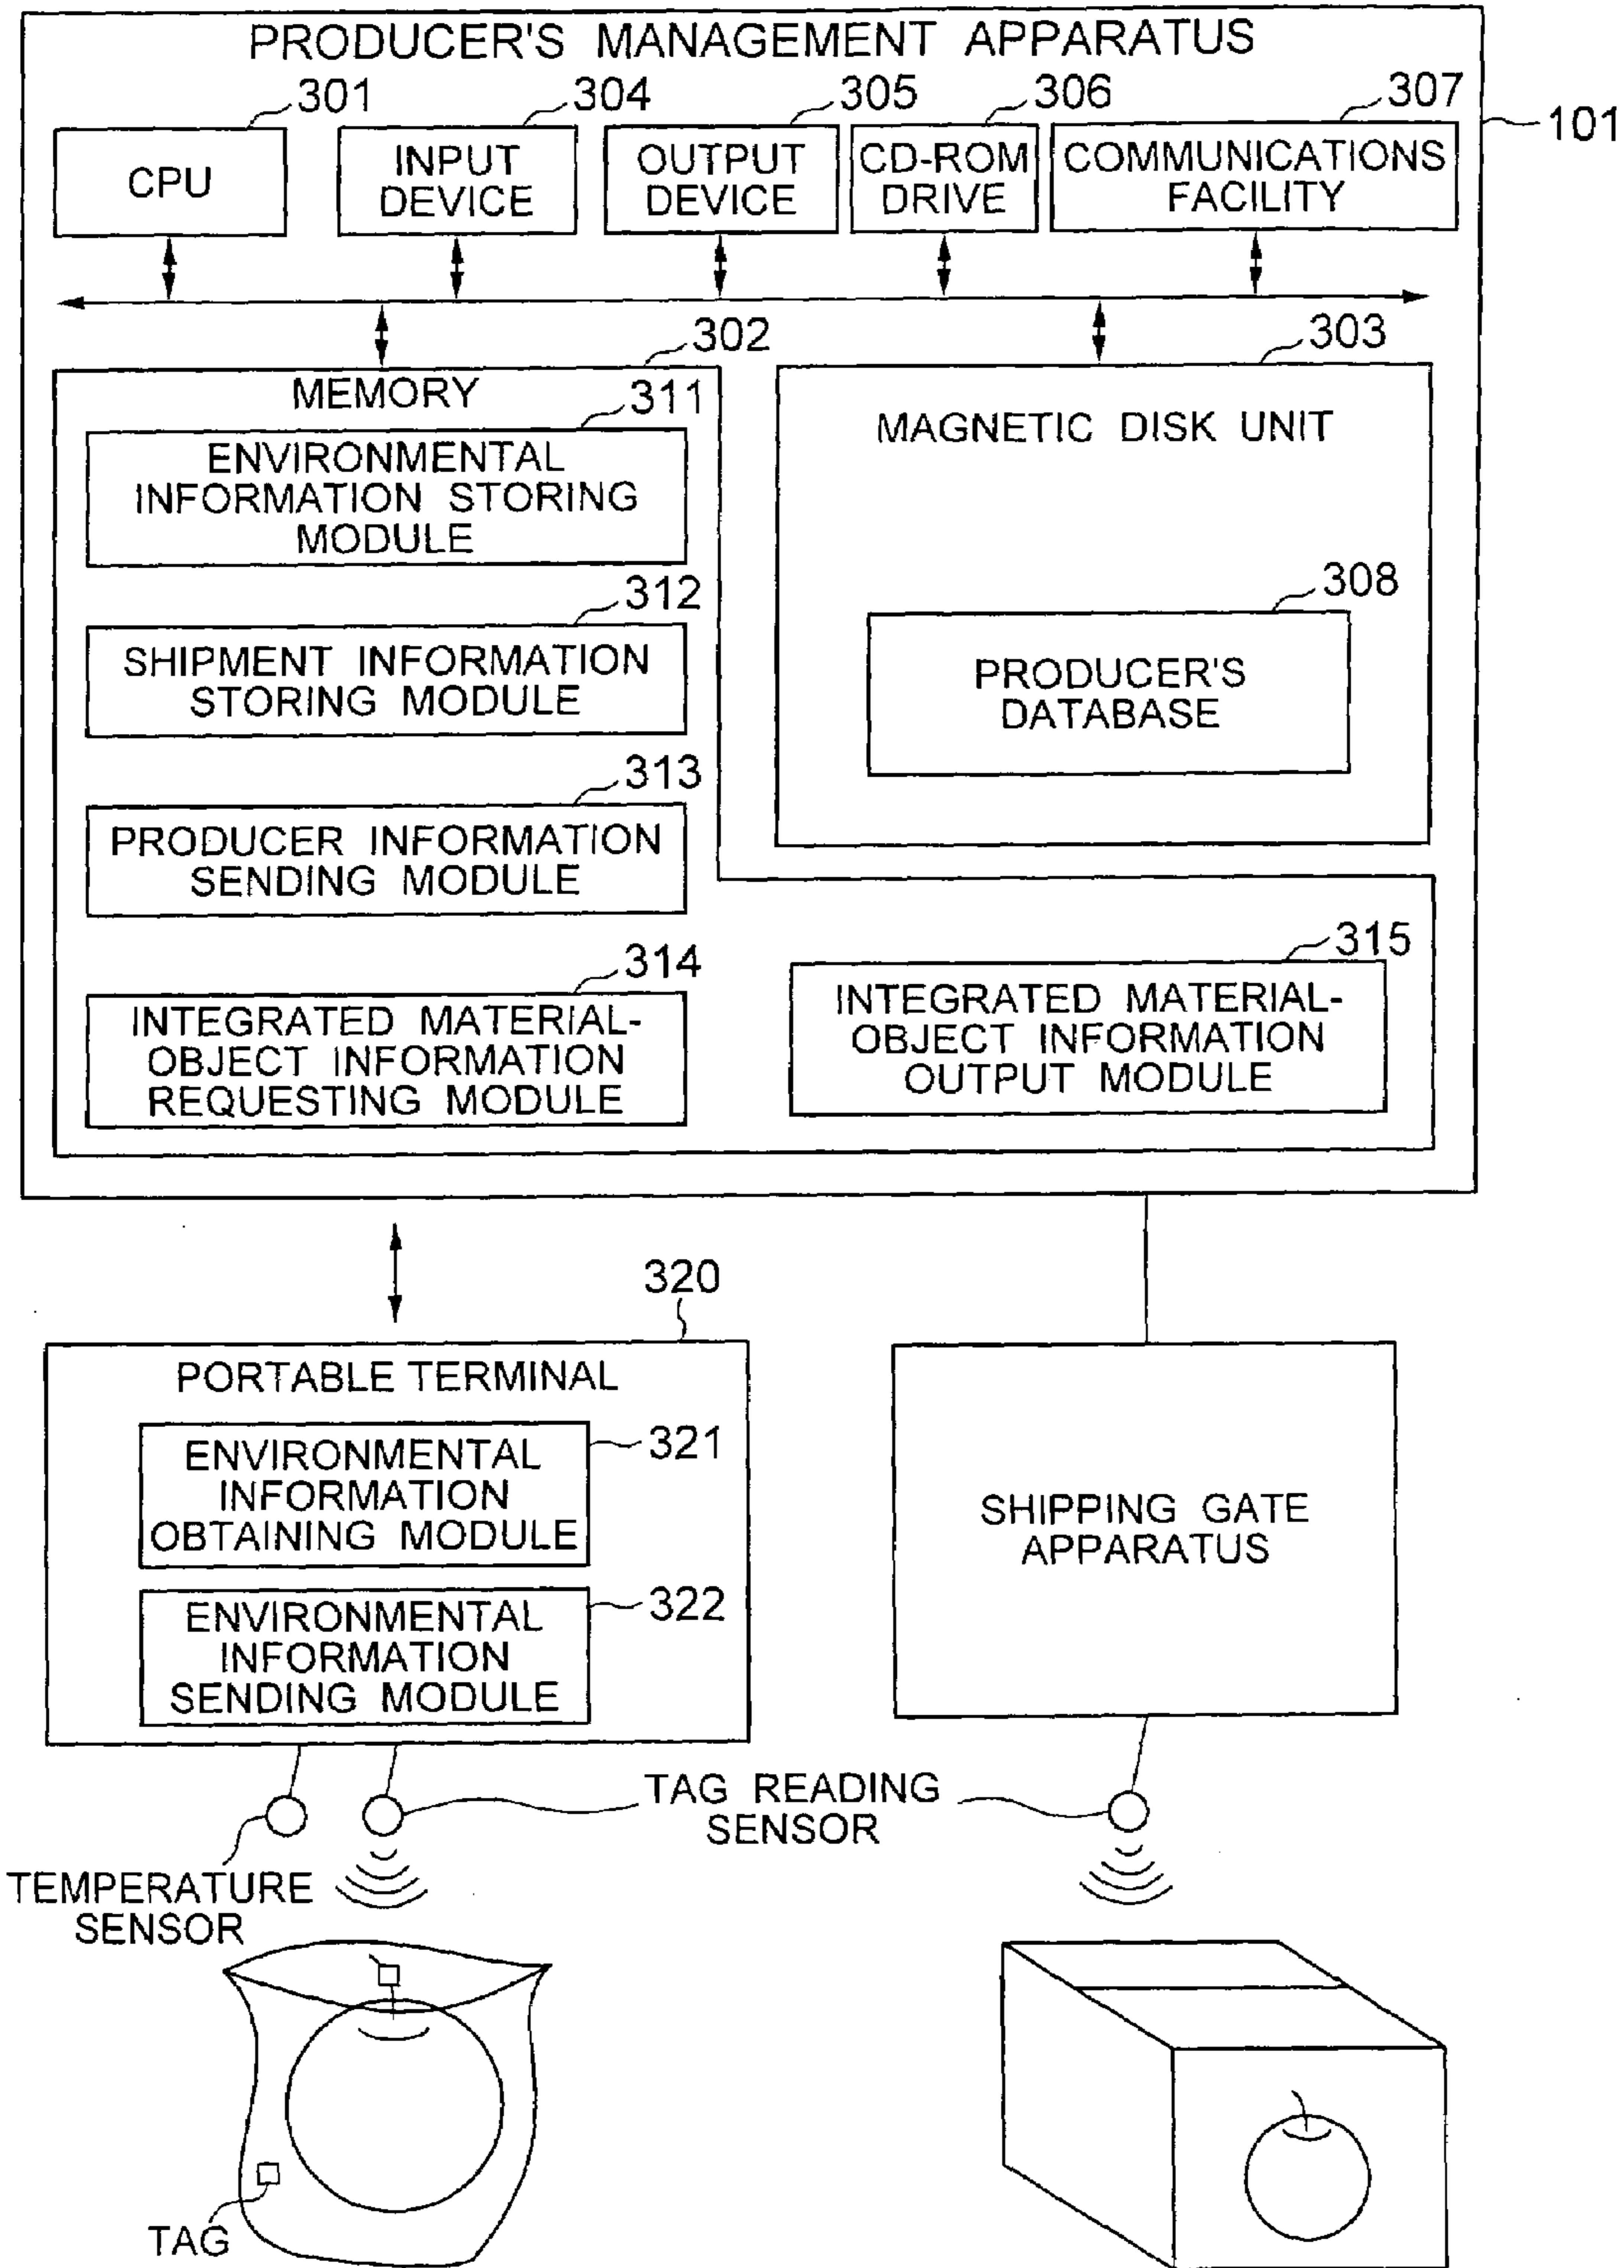 PRODUCER'S MANAGEMENT APPARATUS
301
304
305
306
307
101
CPU
INPUT
DEVICE
OUTPUT
DEVICE
CD-ROM
DRIVE
COMMUNICATIONS
FACILITY
302
303
MEMORY
311
ENVIRONMENTAL
INFORMATION STORING
MODULE
312
SHIPMENT INFORMATION
STORING MODULE
313
PRODUCER INFORMATION
SENDING MODULE
314
INTEGRATED MATERIAL-
OBJECT INFORMATION
REQUESTING MODULE
MAGNETIC DISK UNIT
308
PRODUCER'S
DATABASE
315
INTEGRATED MATERIAL-
OBJECT INFORMATION
OUTPUT MODULE
320
PORTABLE TERMINAL
321
ENVIRONMENTAL
INFORMATION
OBTAINING MODULE
322
ENVIRONMENTAL
INFORMATION
SENDING MODULE
SHIPPING GATE
APPARATUS
TAG READING
SENSOR
TEMPERATURE
SENSOR
TAG